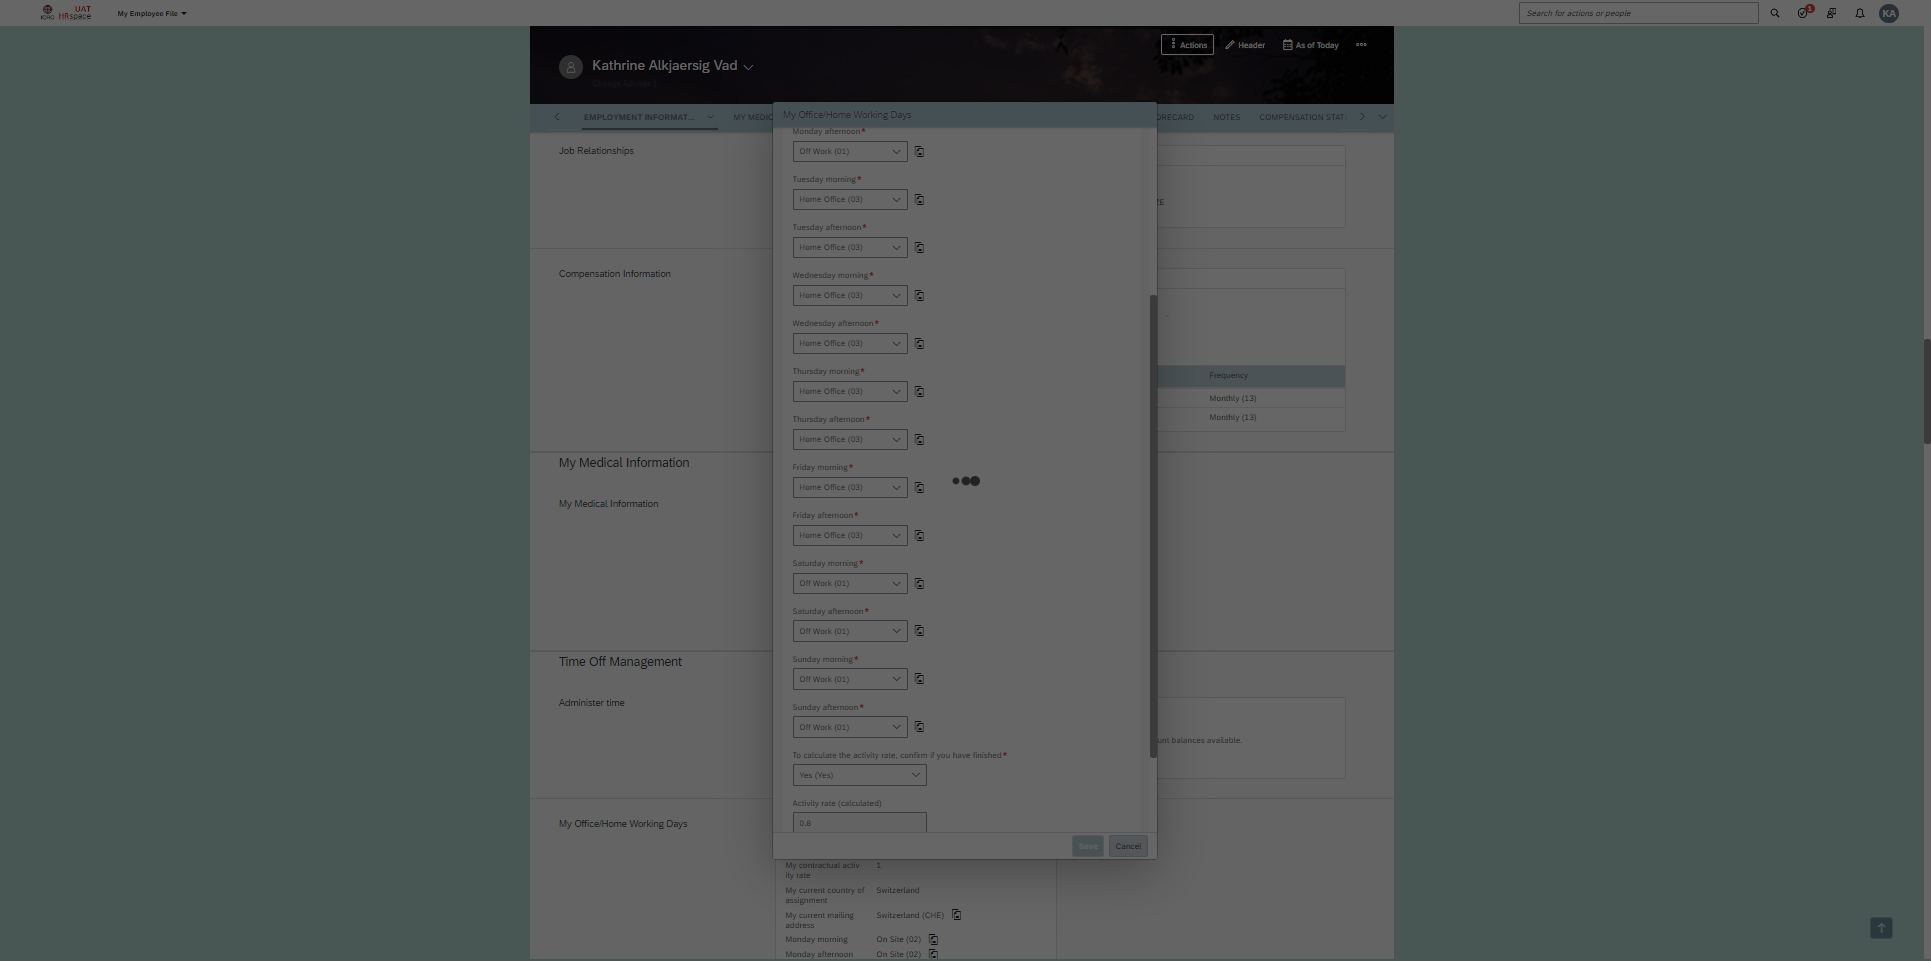 ICRC
UAT
HRspace
My Employee File
Search for actions or people
1
KA
Actions
Header
As of Today
Kathrine Alkjaersig Vad
EMPLOYMENT INFORMAT...
MY MEDIC
ORECARD
NOTES
COMPENSATION STAT
My Office/Home Working Days
Job Relationships
Compensation Information
Frequency
Monthly (13)
Monthly (13)
My Medical Information
My Medical Information
Time Off Management
Administer time
unt balances available.
My Office/Home Working Days
Monday afternoon*
Off Work (01)
Tuesday morning*
Home Office (03)
Tuesday afternoon*
Home Office (03)
Wednesday morning*
Home Office (03)
Wednesday afternoon*
Home Office (03)
Thursday morning*
Home Office (03)
Thursday afternoon*
Home Office (03)
Friday morning*
Home Office (03)
Friday afternoon*
Home Office (03)
Saturday morning*
Off Work (01)
Saturday afternoon*
Off Work (01)
Sunday morning*
Off Work (01)
Sunday afternoon*
Off Work (01)
To calculate the activity rate, confirm if you have finished*
Yes (Yes)
Activity rate (calculated)
0.8
Save
Cancel
My contractual activ-
ity rate
1
My current country of
assignment
Switzerland
My current mailing
address
Switzerland (CHE)
Monday morning
On Site (02)
Monday afternoon
On Site (02)